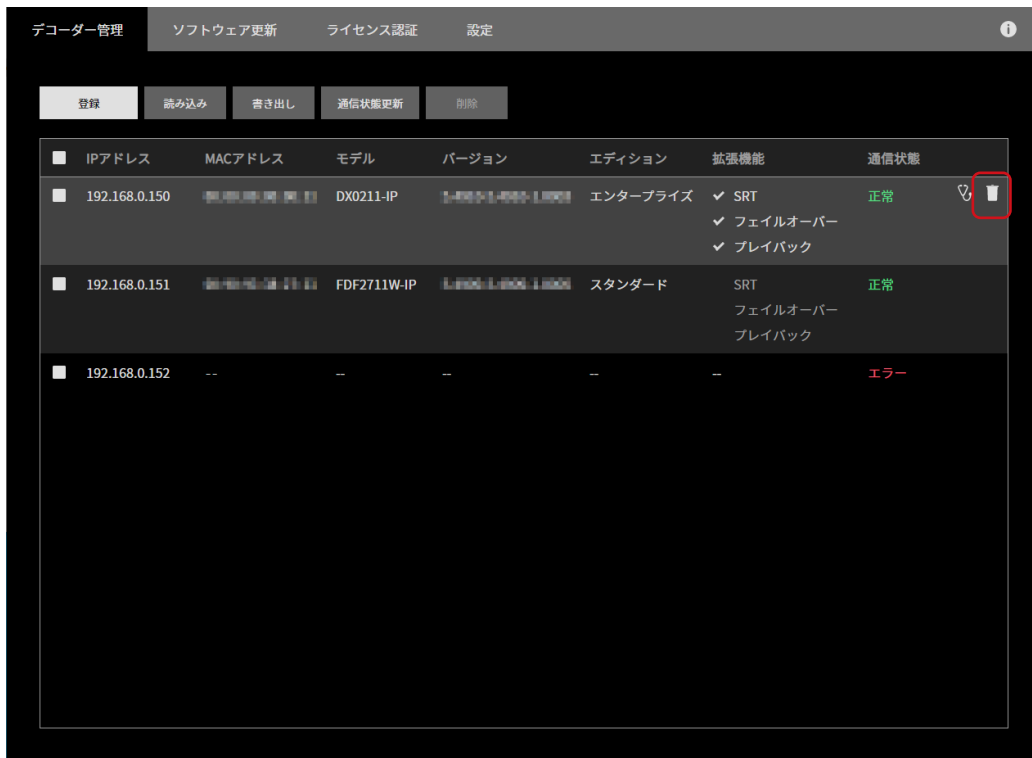 デコーダー管理 ソフトウェア更新 ライセンス認証 設定
登録 読み込み 書き出し 通信状態更新 削除
IPアドレス MACアドレス モデル バージョン エディション 拡張機能 通信状態
192.168.0.150 DX0211-IP エンタープライズ SRT 正常
フェイルオーバー
プレイバック
192.168.0.151 FDF2711W-IP スタンダード SRT 正常
フェイルオーバー
プレイバック
192.168.0.152 -- -- -- -- -- エラー